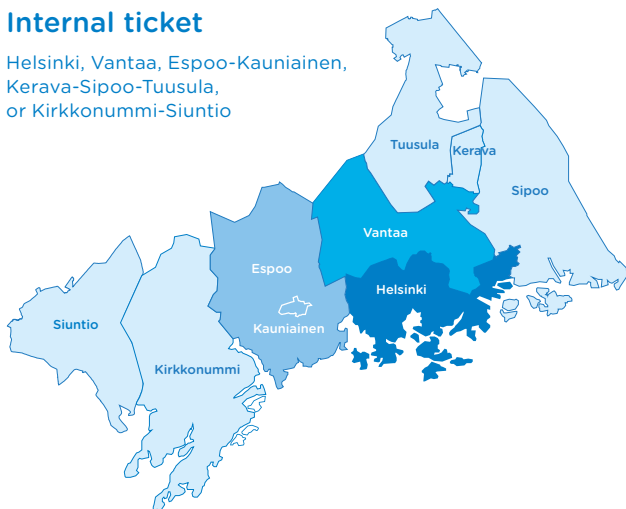 Internal ticket
Helsinki, Vantaa, Espoo-Kauniainen,
Kerava-Sipoo-Tuusula,
or Kirkkonummi-Siuntio
Tuusula
Kerava
Sipoo
Vantaa
Espoo
Helsinki
Siuntio
Kauniainen
Kirkkonummi